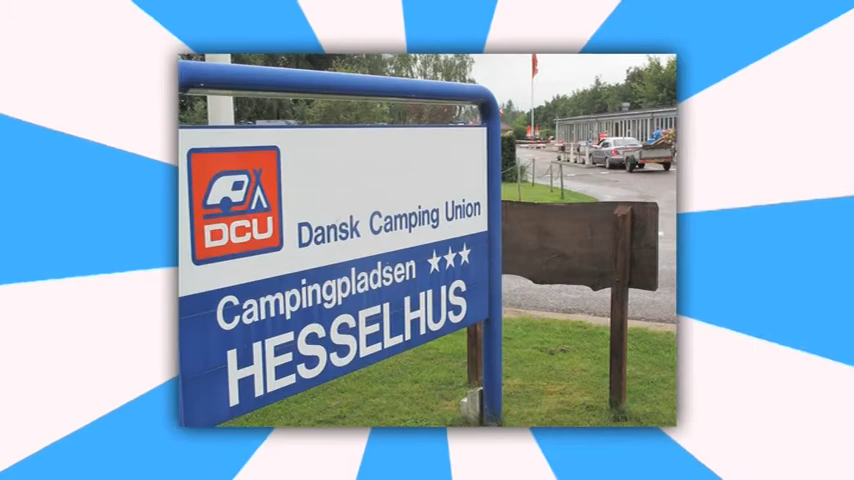 DCU
Dansk Camping Union
Campingpladsen ★★★
HESSELHUS